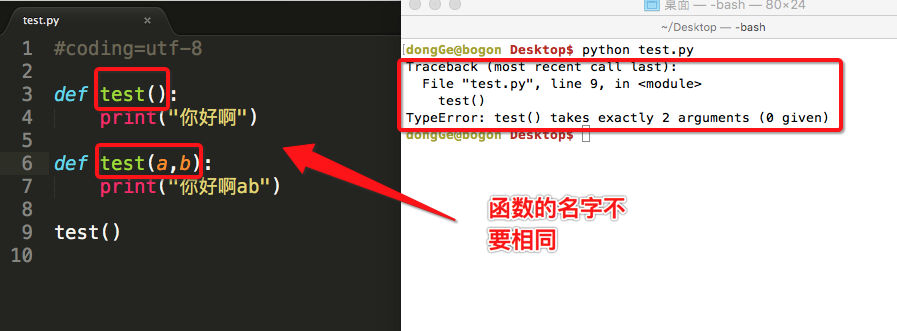 test.py
×
1 #coding=utf-8
2
3 def test():
4 print("你好啊")
5
6 def test(a,b):
7 print("你好啊ab")
8
9 test()
10
桌面 — -bash — 80×24
~/Desktop — -bash
[dongGe@bogon Desktop$ python test.py
Traceback (most recent call last):
File "test.py", line 9, in <module>
test()
TypeError: test() takes exactly 2 arguments (0 given)
dongGe@bogon Desktop$
函数的名字不
要相同